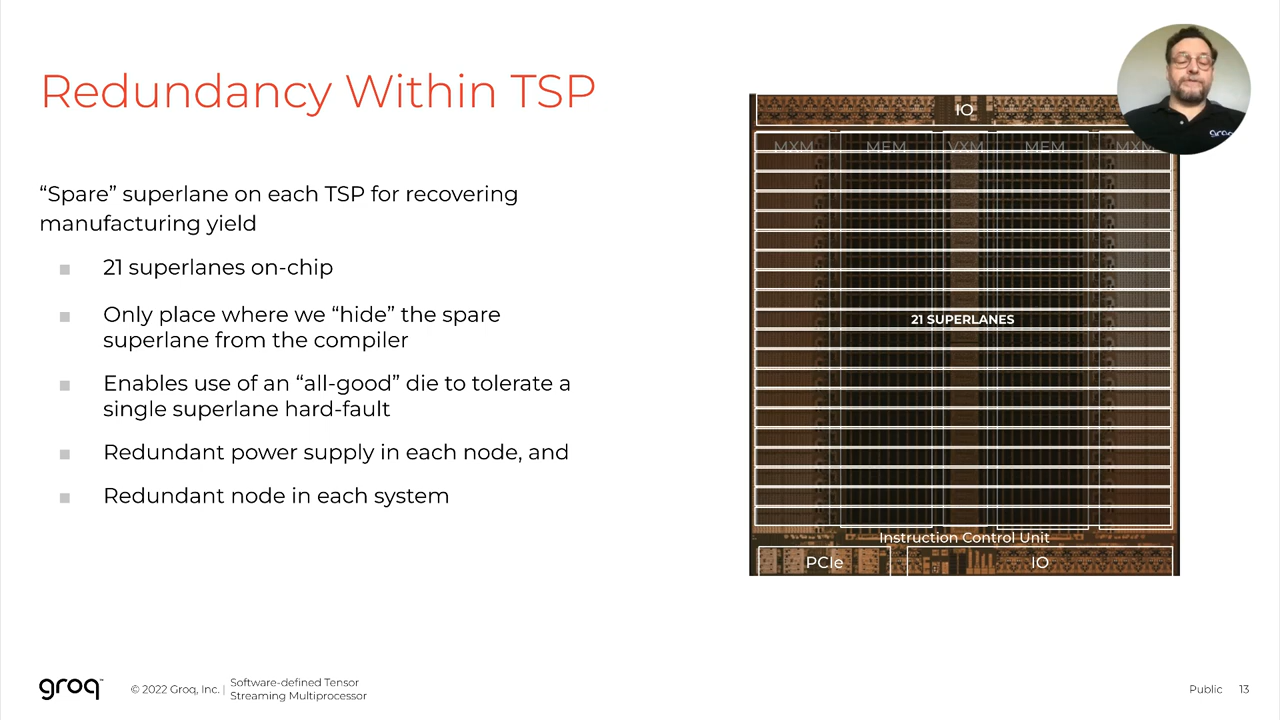 Redundancy Within TSP
“Spare” superlane on each TSP for recovering
manufacturing yield
21 superlanes on-chip
Only place where we “hide” the spare
superlane from the compiler
Enables use of an “all-good” die to tolerate a
single superlane hard-fault
Redundant power supply in each node, and
Redundant node in each system
IO
MXM MEM VXM MEM MXM
21 SUPERLANES
Instruction Control Unit
PCIe IO
groq
groq™ © 2022 Groq, Inc. | Software-defined Tensor
Streaming Multiprocessor
Public 13